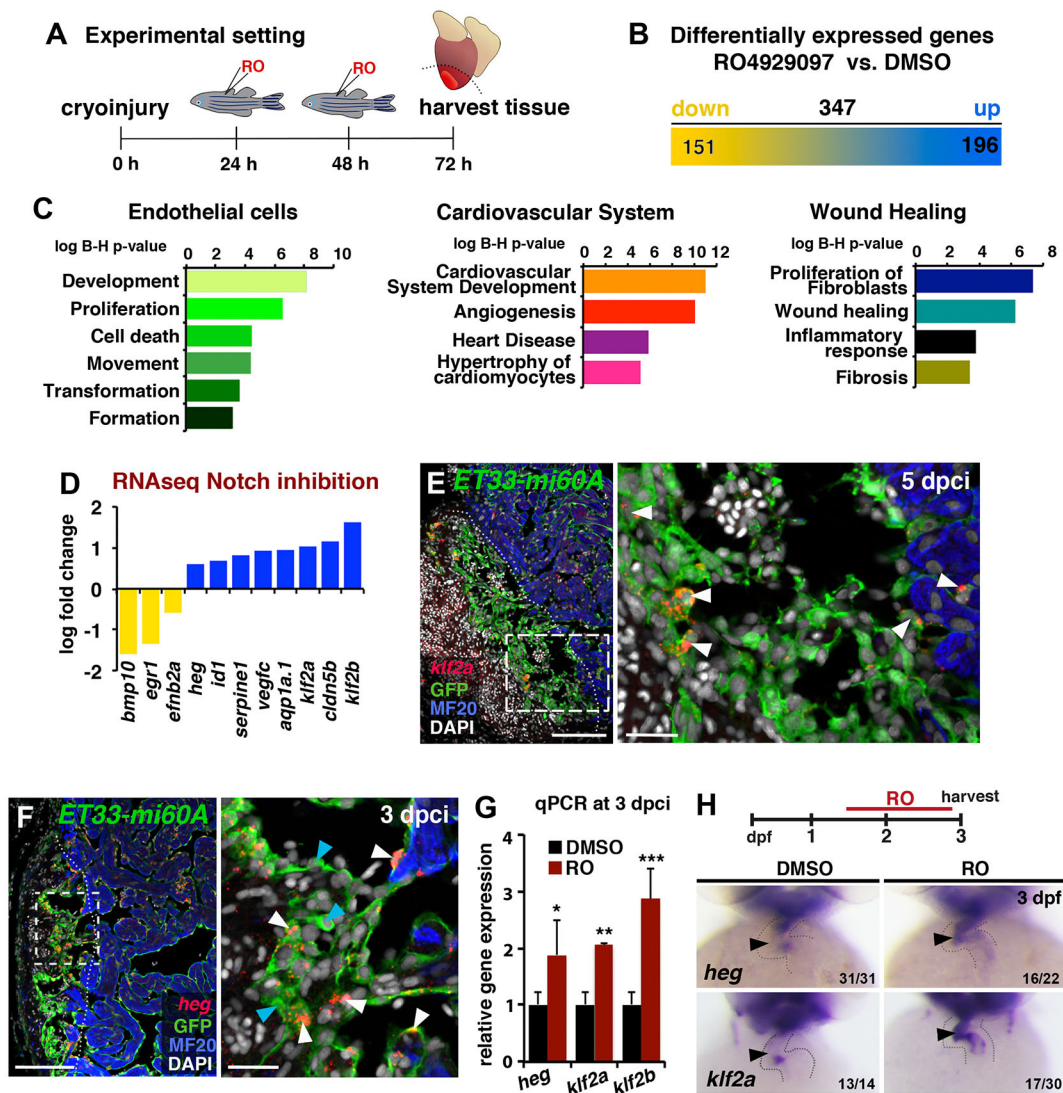 A Experimental setting
RO RO
cryoinjury harvest tissue
0 h 24 h 48 h 72 h
B Differentially expressed genes
RO4929097 vs. DMSO
down 347 up
151 196
C
Endothelial cells
log B-H p-value
0 2 4 6 8 10
Development
Proliferation
Cell death
Movement
Transformation
Formation
Cardiovascular System
log B-H p-value
0 2 4 6 8 10 12
Cardiovascular
System Development
Angiogenesis
Heart Disease
Hypertrophy of
cardiomyocytes
Wound Healing
log B-H p-value
0 2 4 6 8
Proliferation of
Fibroblasts
Wound healing
Inflammatory
response
Fibrosis
D RNAseq Notch inhibition
log fold change
2
1
0
-1
-2
bmp10 egr1 efnb2a heg id1 serpine1 vegfc aqp1a.1 klf2a cldn5b klf2b
E ET33-mi60A 5 dpci
klf2a
GFP
MF20
DAPI
F ET33-mi60A 3 dpci
heg
GFP
MF20
DAPI
G qPCR at 3 dpci
relative gene expression
4
3
2
1
0
DMSO
RO
* ** ***
heg klf2a klf2b
H RO harvest
dpf 1 2 3
DMSO RO
3 dpf
heg 31/31 16/22
klf2a 13/14 17/30